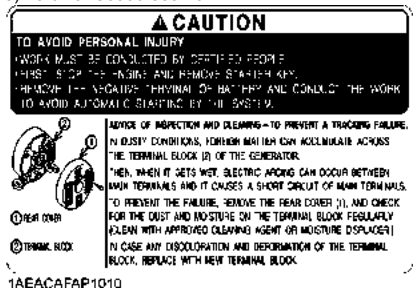 ⚠ CAUTION
TO AVOID PERSONAL INJURY
•WORK MUST BE CONDUCTED BY CERTIFIED PEOPLE
•FIRST STOP THE ENGINE AND REMOVE STARTER KEY.
•REMOVE THE NEGATIVE TERMINAL OF BATTERY AND CONDUCT THE WORK
TO AVOID AUTOMATIC STARTING BY THE SYSTEM.
ADVICE OF INSPECTION AND CLEANING – TO PREVENT A TRACKING FAILURE.
IN DUSTY CONDITIONS, FOREIGN MATTER CAN ACCUMULATE ACROSS
THE TERMINAL BLOCK (2) OF THE GENERATOR.
THEN, WHEN IT GETS WET, ELECTRIC ARCING CAN OCCUR BETWEEN
MAIN TERMINALS AND IT CAUSES A SHORT CIRCUIT OF MAIN TERMINALS.
TO PREVENT THE FAILURE, REMOVE THE REAR COVER (1), AND CHECK
FOR THE DUST AND MOISTURE ON THE TERMINAL BLOCK REGULARLY
(CLEAN WITH APPROVED CLEANING AGENT OR MOISTURE DISPLACER)
IN CASE ANY DISCOLORATION AND DEFORMATION OF THE TERMINAL
BLOCK, REPLACE WITH NEW TERMINAL BLOCK
②
①
① REAR COVER
② TERMINAL BLOCK
1AEACAFAP1010